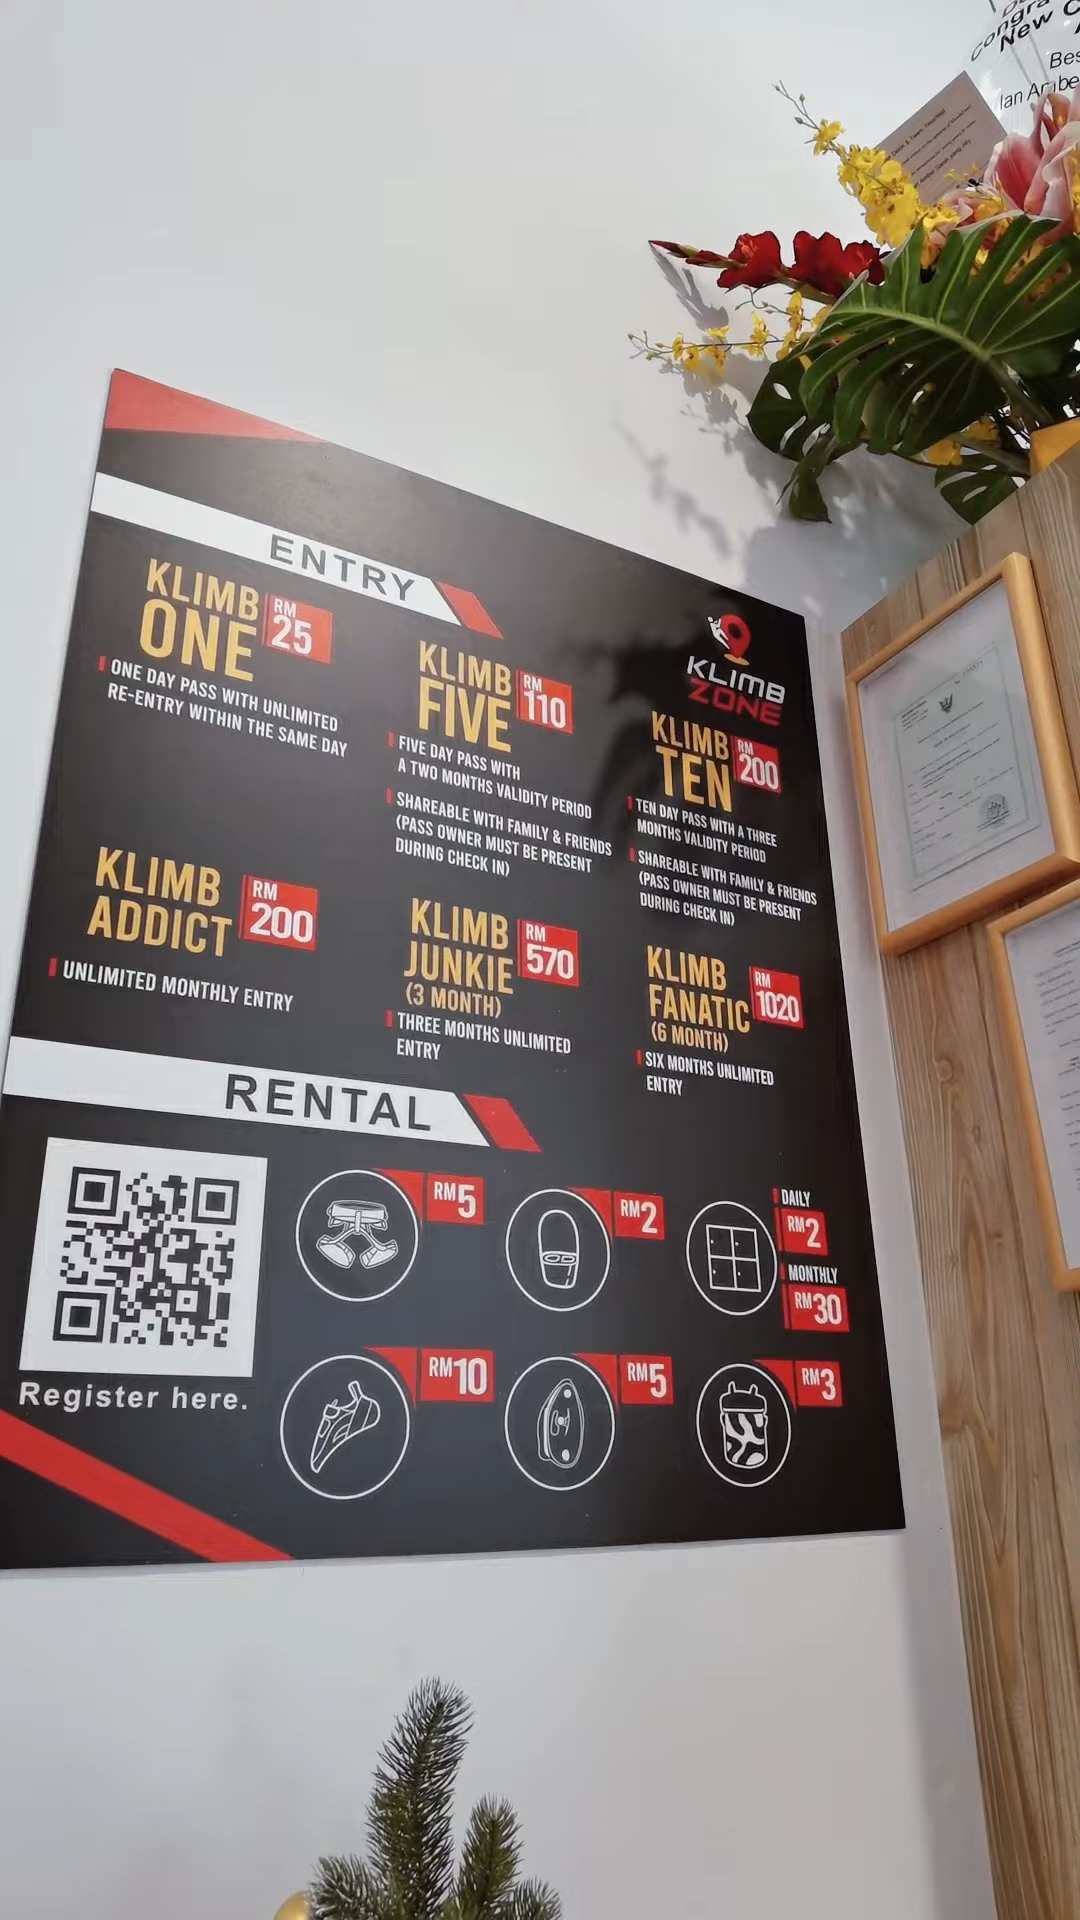 Congra
New C
Bes
ENTRY
KLIMB
ONE
RM
25
ONE DAY PASS WITH UNLIMITED
RE-ENTRY WITHIN THE SAME DAY
KLIMB
FIVE
RM
110
FIVE DAY PASS WITH
A TWO MONTHS VALIDITY PERIOD
SHAREABLE WITH FAMILY & FRIENDS
(PASS OWNER MUST BE PRESENT
DURING CHECK IN)
KLIMB
ZONE
KLIMB
TEN
RM
200
TEN DAY PASS WITH A THREE
MONTHS VALIDITY PERIOD
SHAREABLE WITH FAMILY & FRIENDS
(PASS OWNER MUST BE PRESENT
DURING CHECK IN)
KLIMB
ADDICT
RM
200
UNLIMITED MONTHLY ENTRY
KLIMB
JUNKIE
(3 MONTH)
RM
570
THREE MONTHS UNLIMITED
ENTRY
KLIMB
FANATIC
(6 MONTH)
RM
1020
SIX MONTHS UNLIMITED
ENTRY
RENTAL
Register here.
RM5
RM2
DAILY
RM2
MONTHLY
RM30
RM10
RM5
RM3